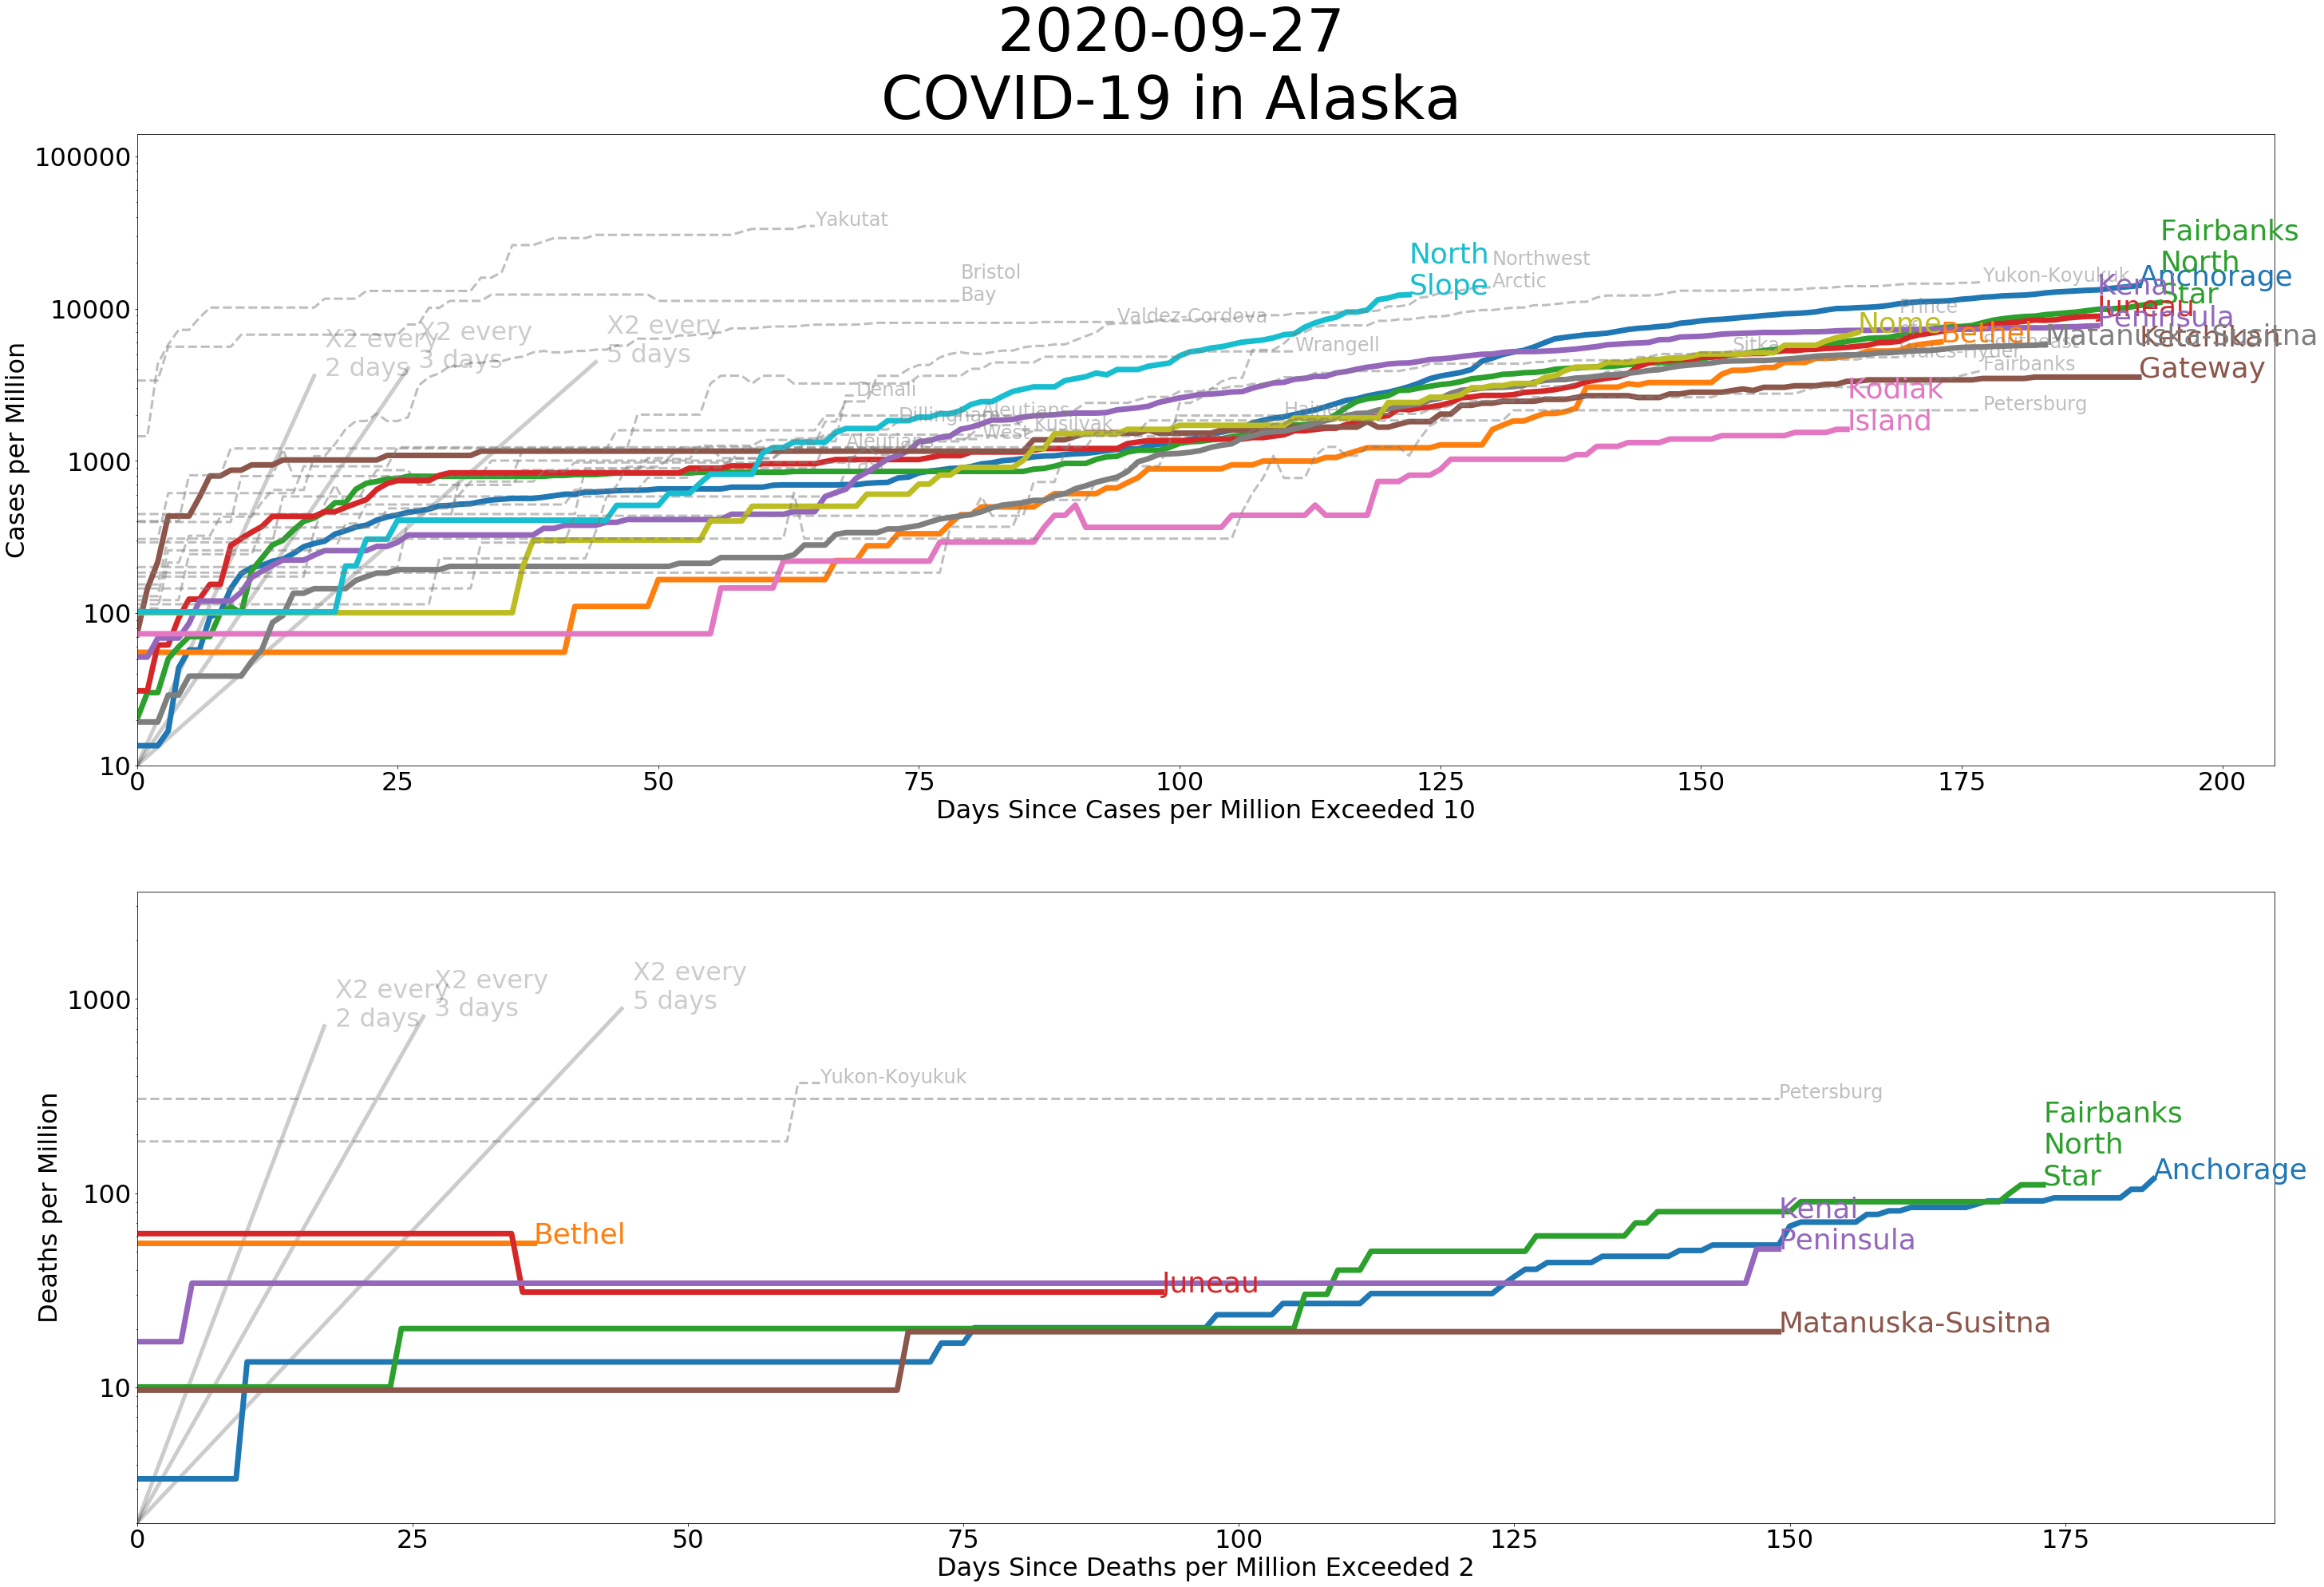 2020-09-27
COVID-19 in Alaska
Cases per Million
100000
10000
1000
100
10
0
25
50
75
100
125
150
175
200
Days Since Cases per Million Exceeded 10
X2 every
2 days
X2 every
3 days
X2 every
5 days
Yakutat
Bristol
Bay
Valdez-Cordova
Denali
Dillingham
Aleutians
West
Kusilvak
Aleutians
Haines
Wrangell
North
Slope
Northwest
Arctic
Sitka
Prince
Yukon-Koyukuk
Fairbanks
North
Star
Anchorage
Kenai
Peninsula
Juneau
Nome
Bethel
Matanuska-Susitna
Ketchikan
Gateway
Fairbanks
Petersburg
Kodiak
Island
Deaths per Million
1000
100
10
0
25
50
75
100
125
150
175
Days Since Deaths per Million Exceeded 2
X2 every
2 days
X2 every
3 days
X2 every
5 days
Yukon-Koyukuk
Petersburg
Fairbanks
North
Star
Anchorage
Kenai
Peninsula
Bethel
Juneau
Matanuska-Susitna